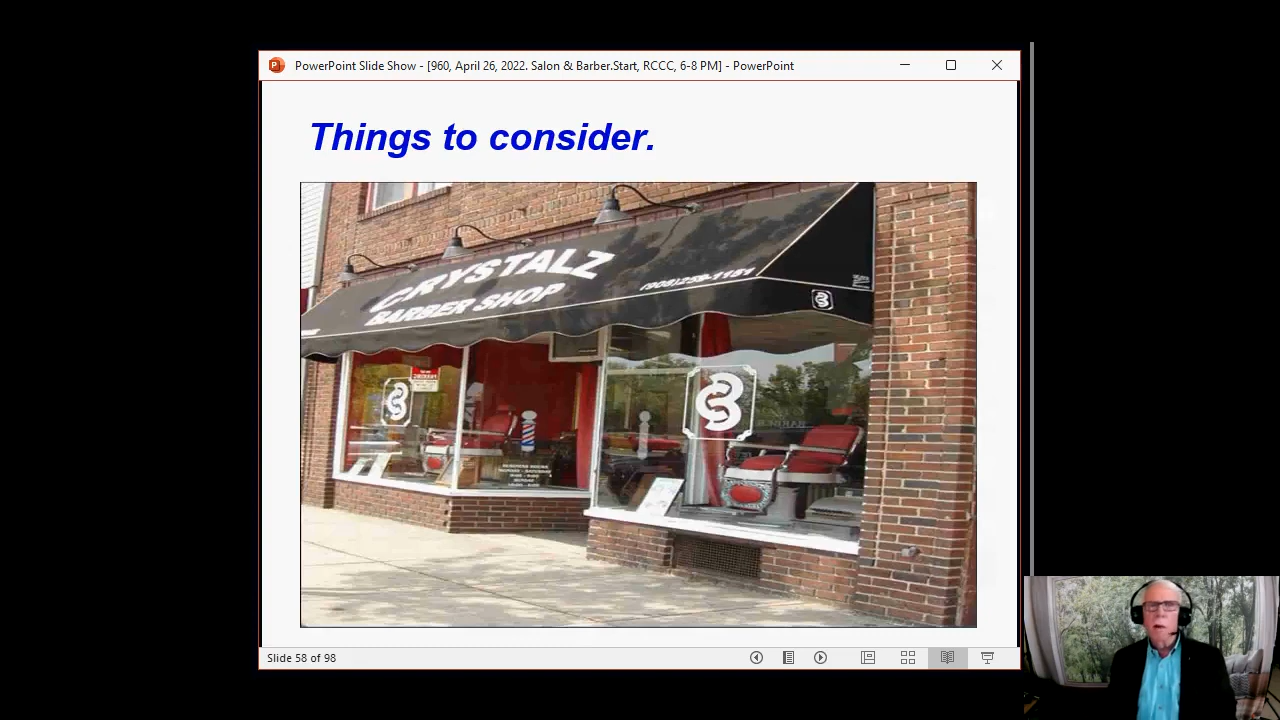 PowerPoint Slide Show - [960, April 26, 2022. Salon & Barber.Start, RCCC, 6-8 PM] - PowerPoint
Things to consider.
CRYSTALZ
BARBER SHOP
Slide 58 of 98